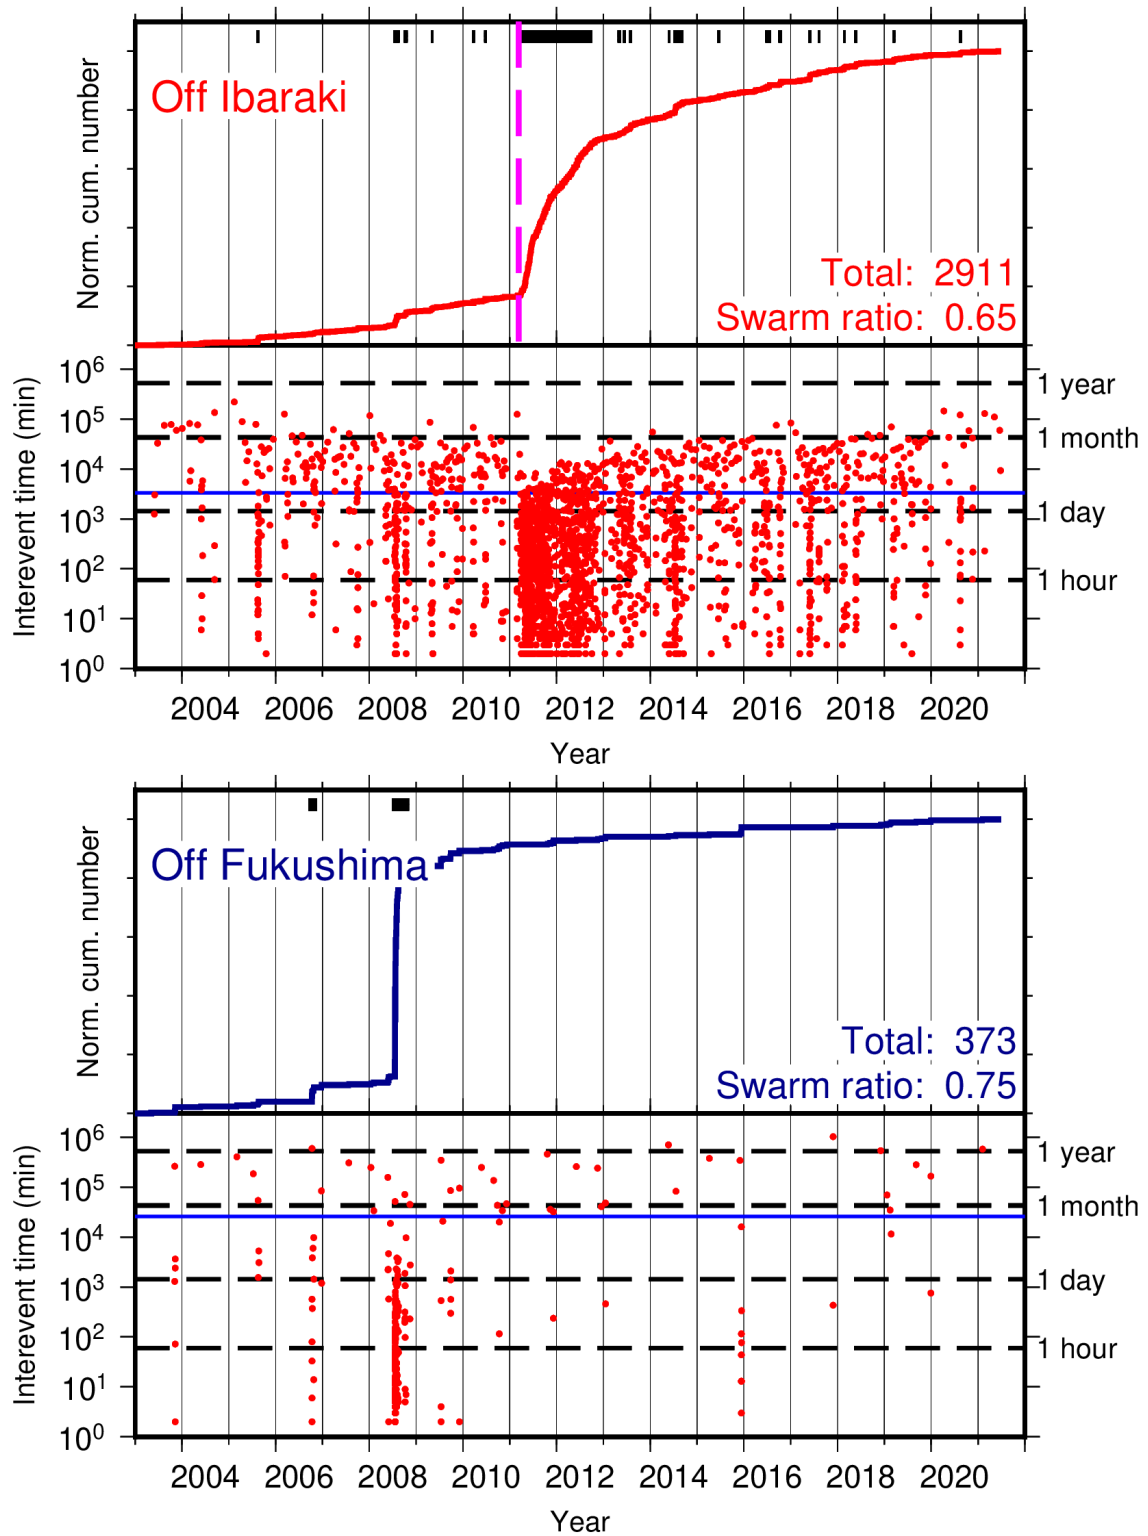 Norm. cum. number
Off Ibaraki
Total: 2911
Swarm ratio: 0.65
Interevent time (min)
10⁶
10⁵
10⁴
10³
10²
10¹
10⁰
1 year
1 month
1 day
1 hour
2004 2006 2008 2010 2012 2014 2016 2018 2020
Year
Norm. cum. number
Off Fukushima
Total: 373
Swarm ratio: 0.75
Interevent time (min)
10⁶
10⁵
10⁴
10³
10²
10¹
10⁰
1 year
1 month
1 day
1 hour
2004 2006 2008 2010 2012 2014 2016 2018 2020
Year